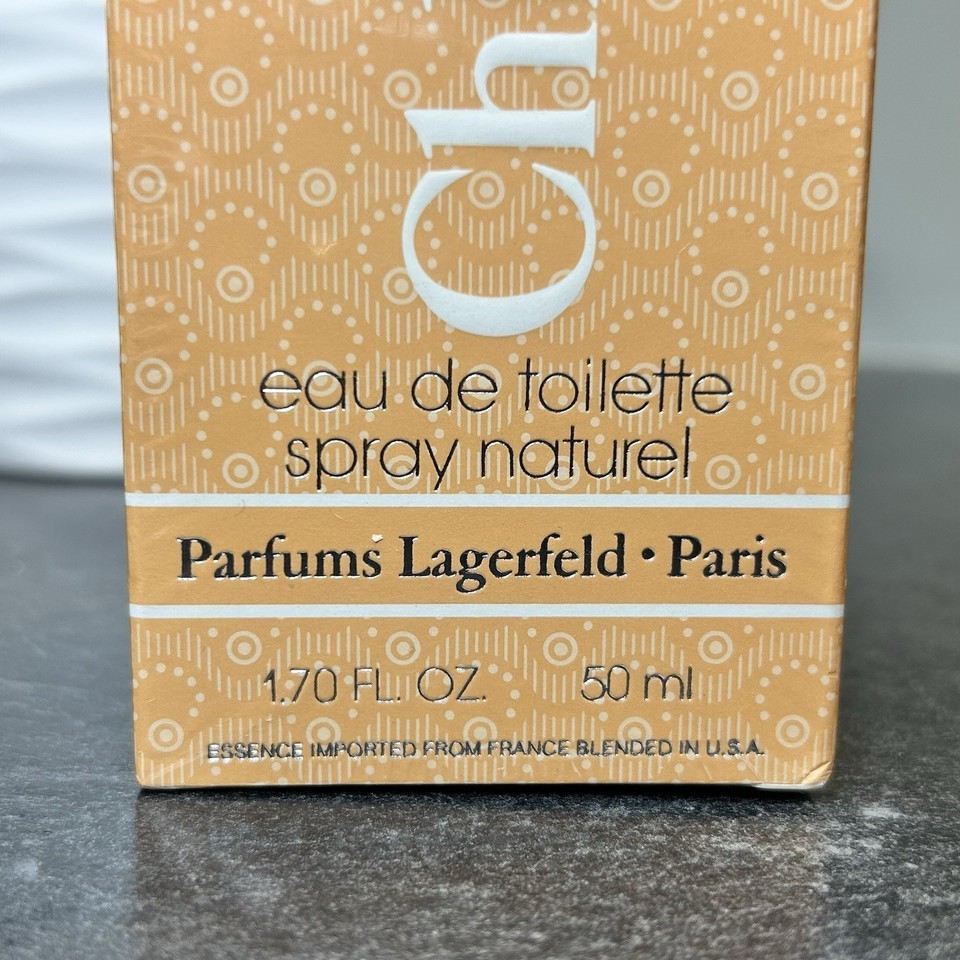 Ch
eau de toilette
spray naturel
Parfums Lagerfeld • Paris
1.70 FL. OZ. 50 ml
ESSENCE IMPORTED FROM FRANCE BLENDED IN U.S.A.